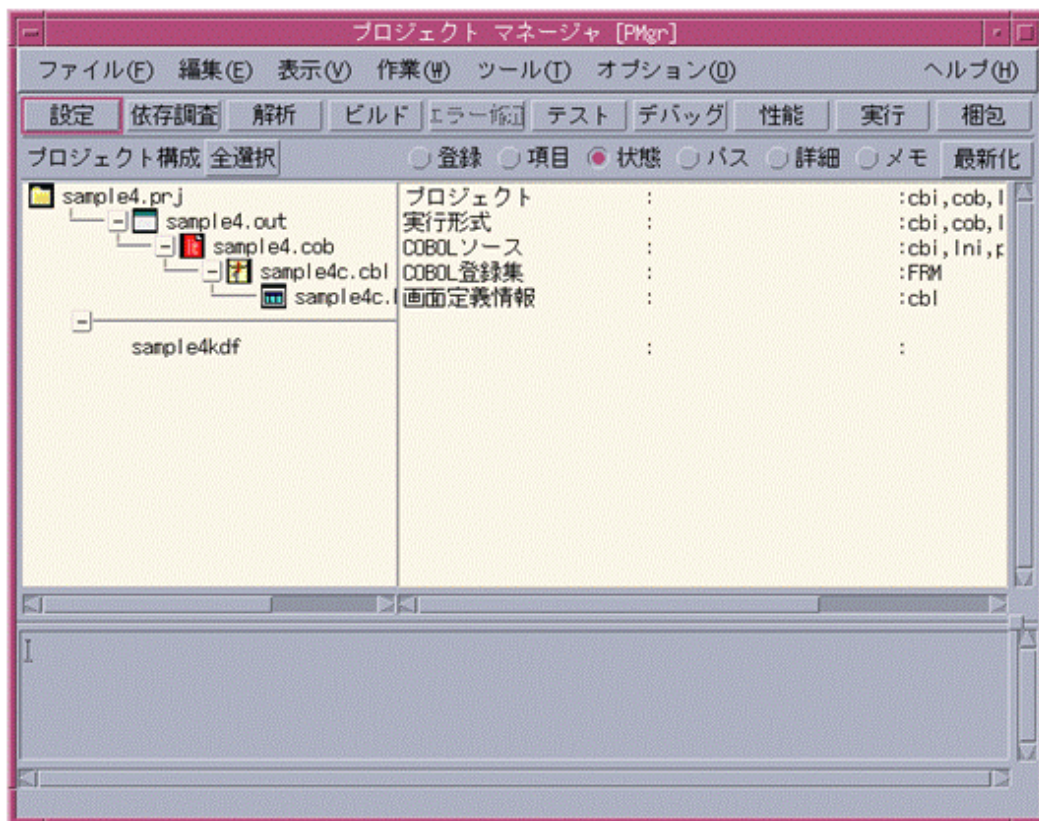 プロジェクト マネージャ [PMgr]
ファイル(F) 編集(E) 表示(V) 作業(W) ツール(T) オプション(O) ヘルプ(H)
設定 依存調査 解析 ビルド エラー修正 テスト デバッグ 性能 実行 梱包
プロジェクト構成 全選択 登録 項目 状態 パス 詳細 メモ 最新化
sample4.prj プロジェクト : :cbi,cob,l
sample4.out 実行形式 : :cbi,cob,l
sample4.cob COBOLソース : :cbi,lni,p
sample4c.cbl COBOL登録集 : :FRM
sample4c. 画面定義情報 : :cbl
sample4kdf : :